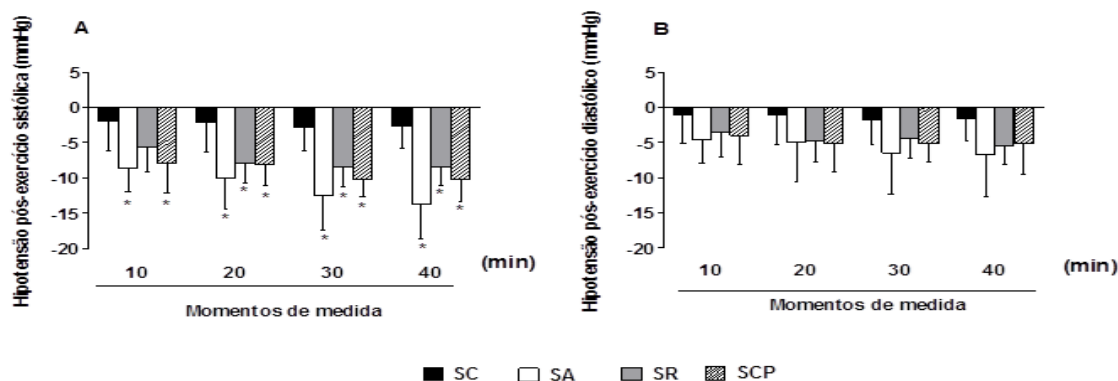 A
Hipotensão pós-exercício sistólica (mmHg)
5
0
-5
-10
-15
-20
* * * * * * * * * * *
10 20 30 40 (min)
Momentos de medida
B
Hipotensão pós-exercício diastólico (mmHg)
5
0
-5
-10
-15
-20
10 20 30 40 (min)
Momentos de medida
SC SA SR SCP